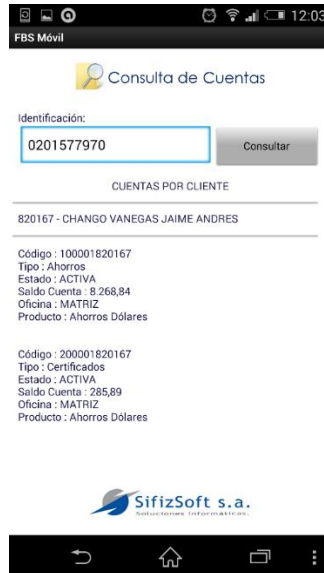 12:03
FBS Móvil
Consulta de Cuentas
Identificación:
0201577970
Consultar
CUENTAS POR CLIENTE
820167 - CHANGO VANEGAS JAIME ANDRES
Código : 100001820167
Tipo : Ahorros
Estado : ACTIVA
Saldo Cuenta : 8.268,84
Oficina : MATRIZ
Producto : Ahorros Dólares
Código : 200001820167
Tipo : Certificados
Estado : ACTIVA
Saldo Cuenta : 285,89
Oficina : MATRIZ
Producto : Ahorros Dólares
SifizSoft s.a.
Soluciones Informáticas.